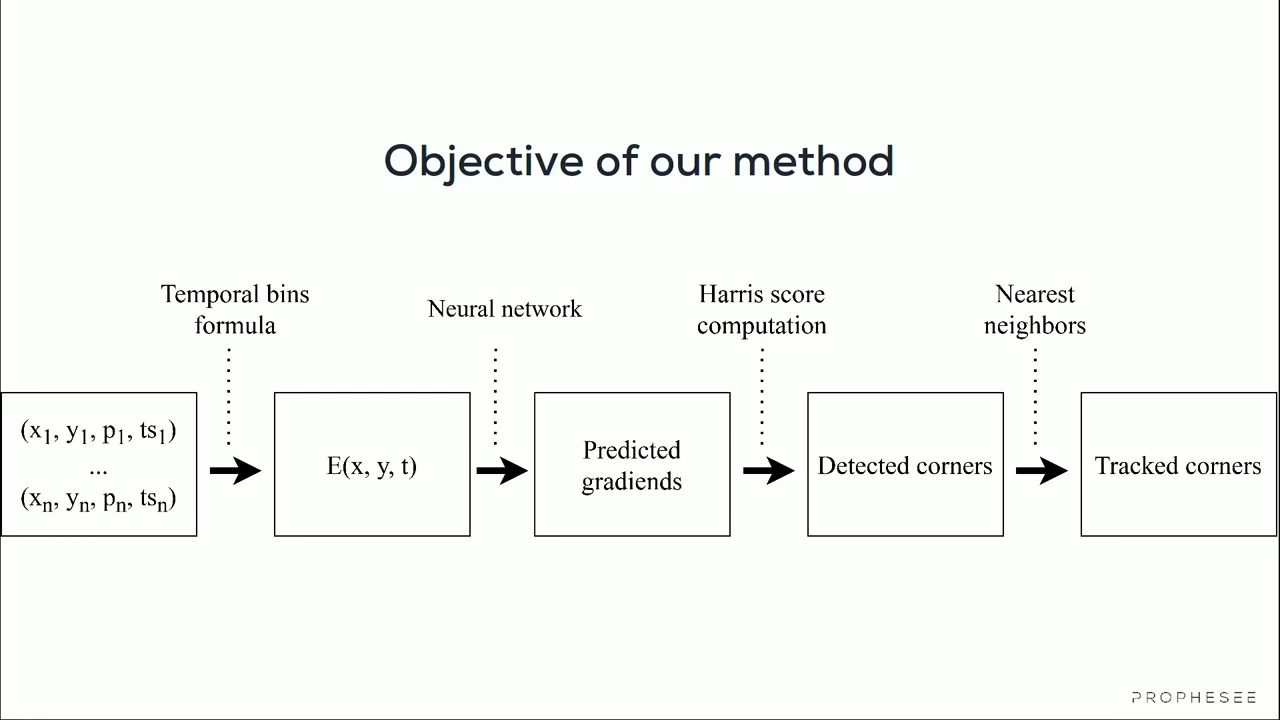 Objective of our method
Temporal bins
formula
Neural network
Harris score
computation
Nearest
neighbors
(x1, y1, p1, ts1)
...
(xn, yn, pn, tsn)
E(x, y, t)
Predicted
gradiends
Detected corners
Tracked corners
PROPHESEE